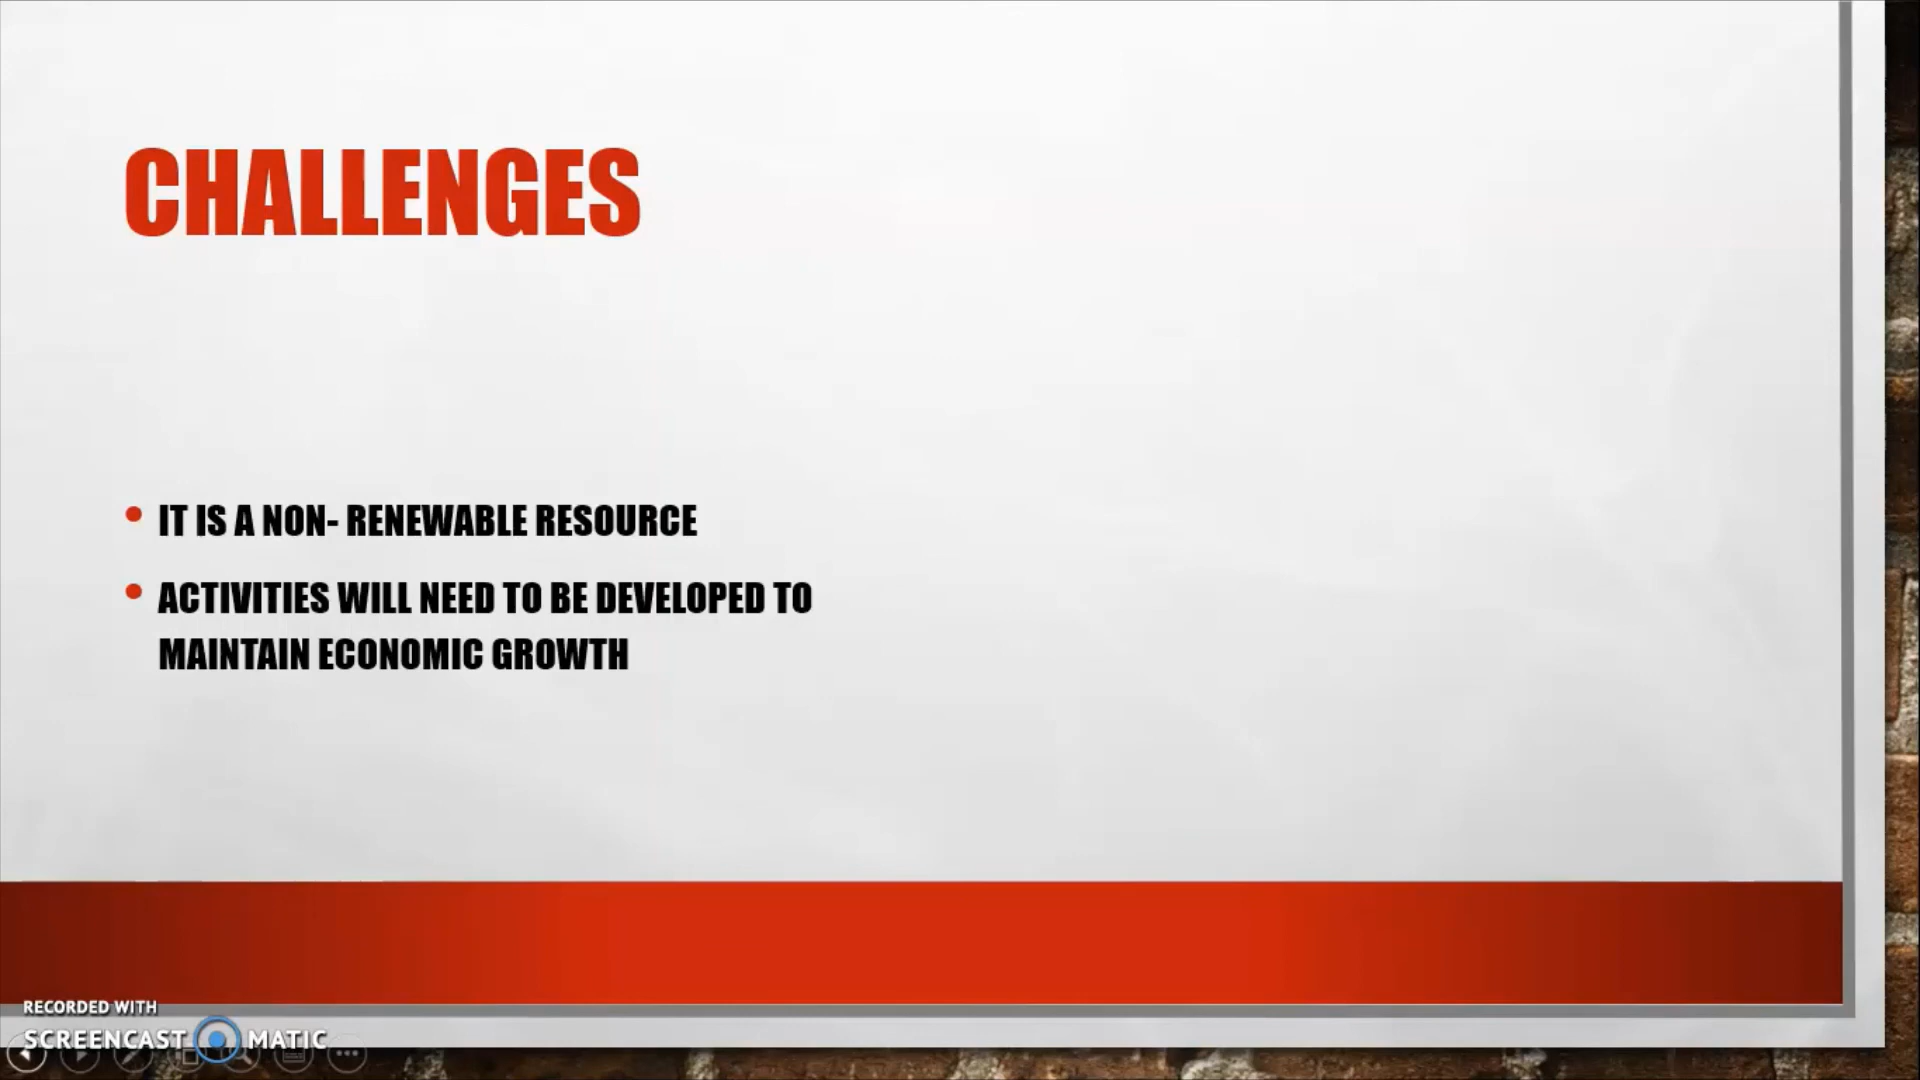 CHALLENGES
IT IS A NON- RENEWABLE RESOURCE
ACTIVITIES WILL NEED TO BE DEVELOPED TO
MAINTAIN ECONOMIC GROWTH
RECORDED WITH
SCREENCAST MATIC